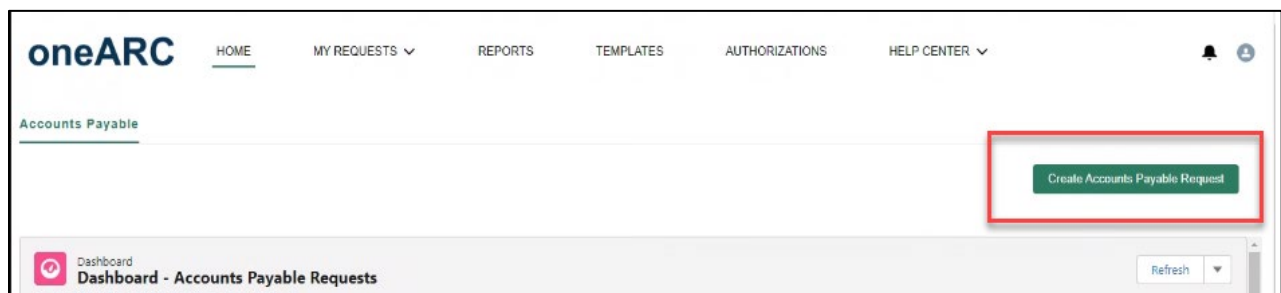 oneARC HOME MY REQUESTS REPORTS TEMPLATES AUTHORIZATIONS HELP CENTER
Accounts Payable
Create Accounts Payable Request
Dashboard
Dashboard - Accounts Payable Requests
Refresh